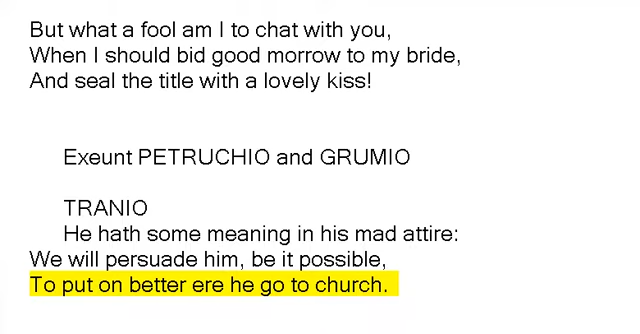 But what a fool am I to chat with you,
When I should bid good morrow to my bride,
And seal the title with a lovely kiss!
Exeunt PETRUCHIO and GRUMIO
TRANIO
He hath some meaning in his mad attire:
We will persuade him, be it possible,
To put on better ere he go to church.